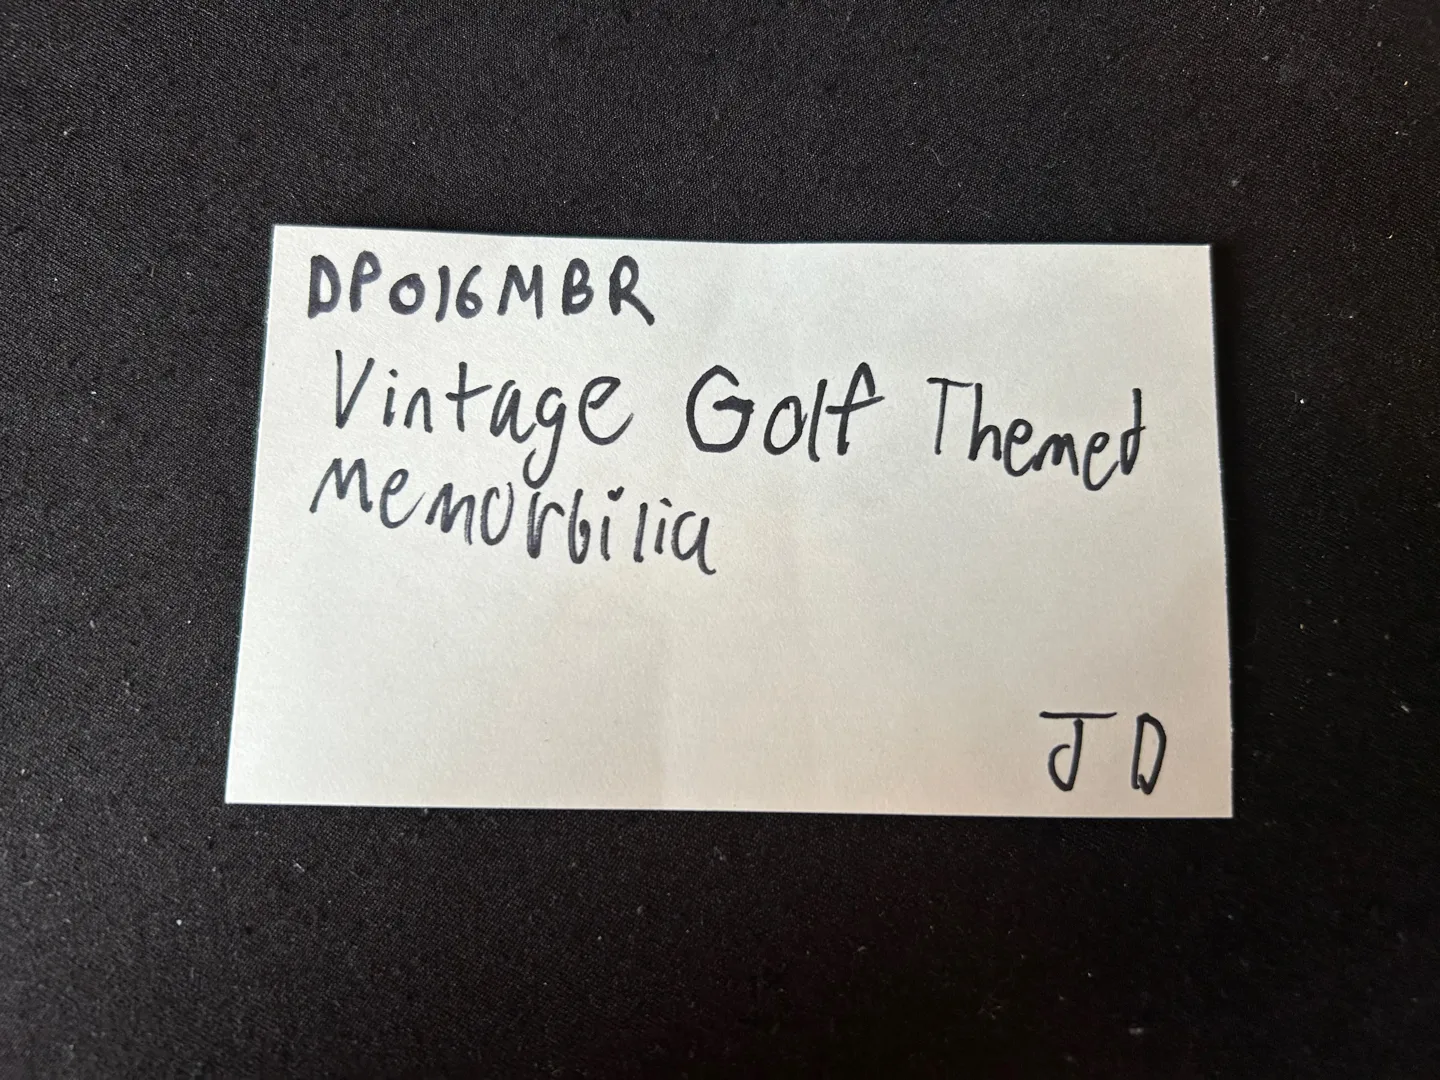 DP016MBR
Vintage Golf Themed
Memorbilia
JD